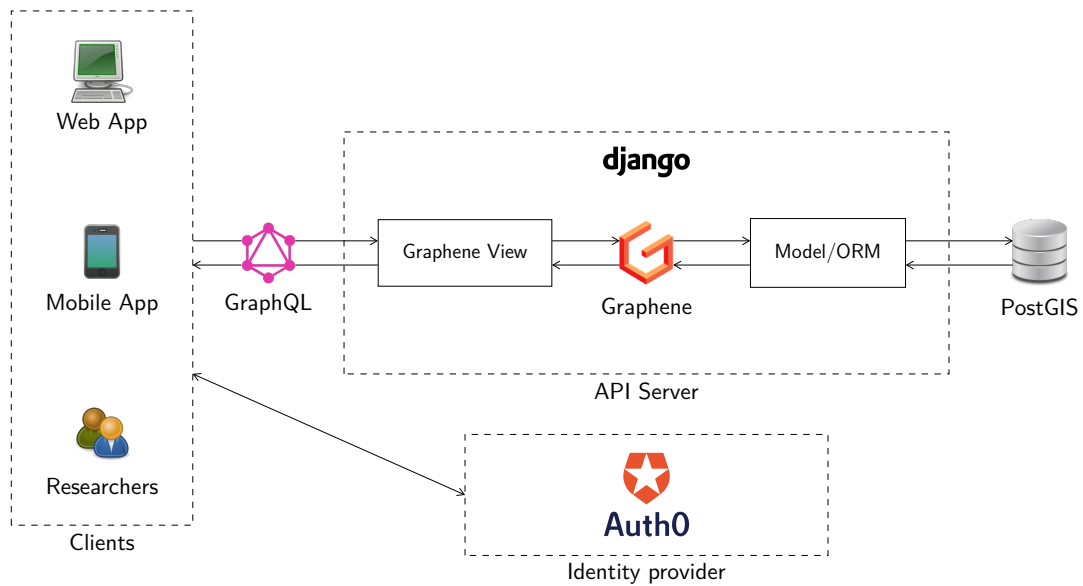 Web App
Mobile App
Researchers
Clients
GraphQL
django
Graphene View
Graphene
Model/ORM
API Server
PostGIS
Auth0
Identity provider